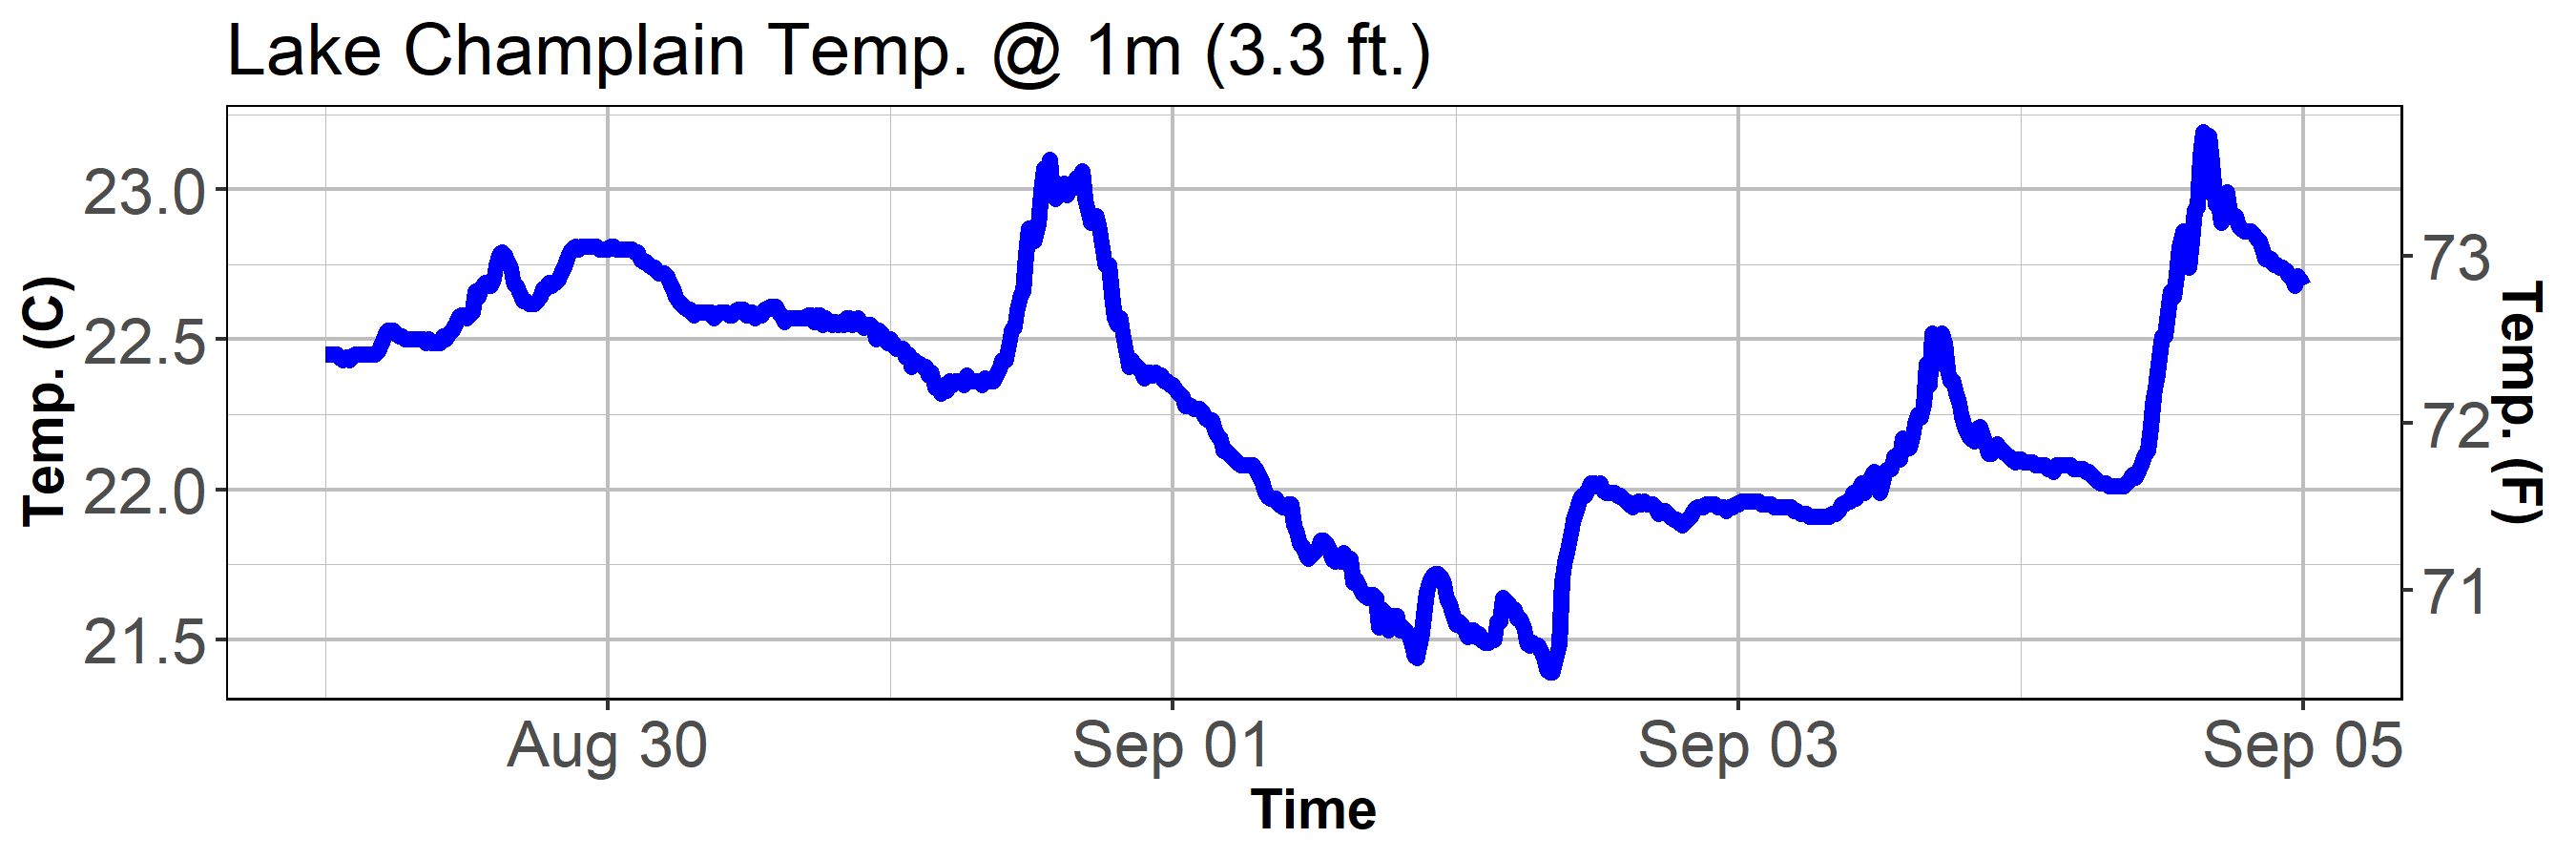 Lake Champlain Temp. @ 1m (3.3 ft.)
Temp. (C)
23.0
22.5
22.0
21.5
73
72
71
Temp. (F)
Aug 30
Sep 01
Sep 03
Sep 05
Time